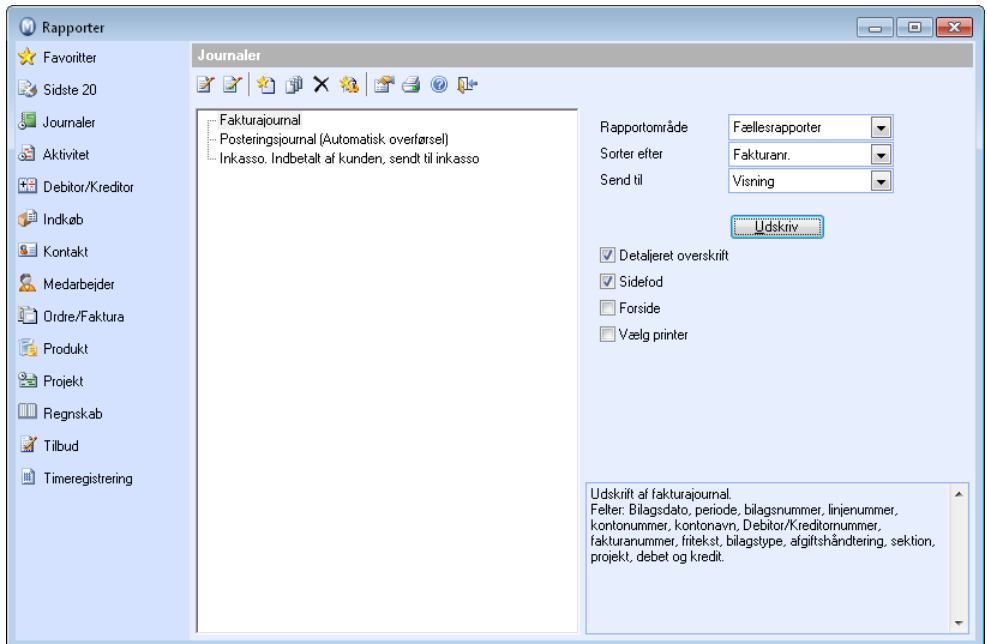 Rapporter
Favoritter
Sidste 20
Journaler
Aktivitet
Debitor/Kreditor
Indkøb
Kontakt
Medarbejder
Ordre/Faktura
Produkt
Projekt
Regnskab
Tilbud
Timeregistrering
Journaler
Fakturajournal
Posteringsjournal (Automatisk overførsel)
Inkasso. Indbetalt af kunden, sendt til inkasso
Rapportområde Fællesrapporter
Sorter efter Fakturanr.
Send til Visning
Udskriv
Detaljeret overskrift
Sidefod
Forside
Vælg printer
Udskrift af fakturajournal.
Felter: Bilagsdato, periode, bilagsnummer, linjenummer,
kontonummer, kontonavn, Debitor/Kreditornummer,
fakturanummer, fritekst, bilagstype, afgiftshåndtering, sektion,
projekt, debet og kredit.